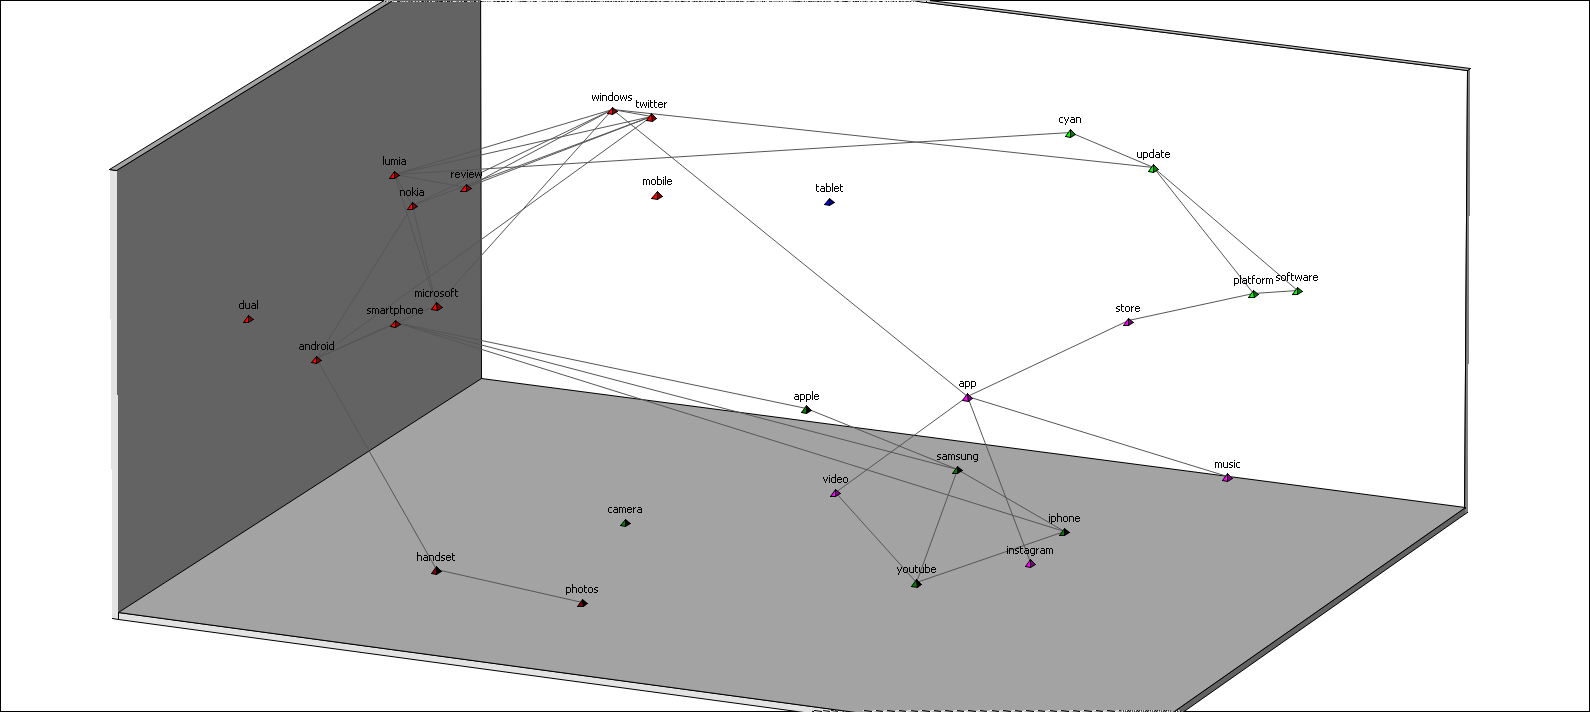 windows
twitter
cyan
update
lumia
review
nokia
mobile
tablet
platform
software
microsoft
dual
smartphone
store
android
app
apple
samsung
music
video
camera
iphone
instagram
handset
youtube
photos